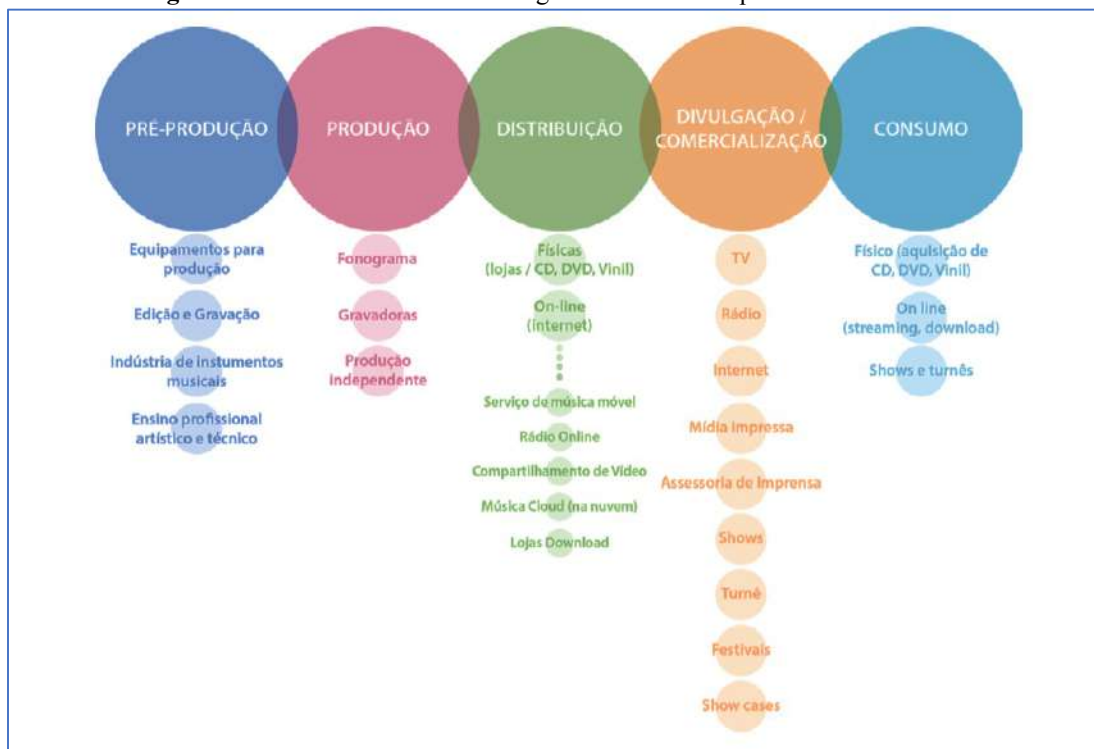 PRÉ-PRODUÇÃO
PRODUÇÃO
DISTRIBUIÇÃO
DIVULGAÇÃO /
COMERCIALIZAÇÃO
CONSUMO
Equipamentos para
produção
Edição e Gravação
Indústria de instumentos
musicais
Ensino profissional
artístico e técnico
Fonograma
Gravadoras
Produção
independente
Físicas
(lojas / CD, DVD, Vinil)
On-line
(internet)
Serviço de música móvel
Rádio Online
Compartilhamento de Vídeo
Música Cloud (na nuvem)
Lojas Download
TV
Rádio
Internet
Mídia Impressa
Assessoria de Imprensa
Shows
Turnê
Festivais
Show cases
Físico (aquisição de
CD, DVD, Vinil)
On line
(streaming, download)
Shows e turnês